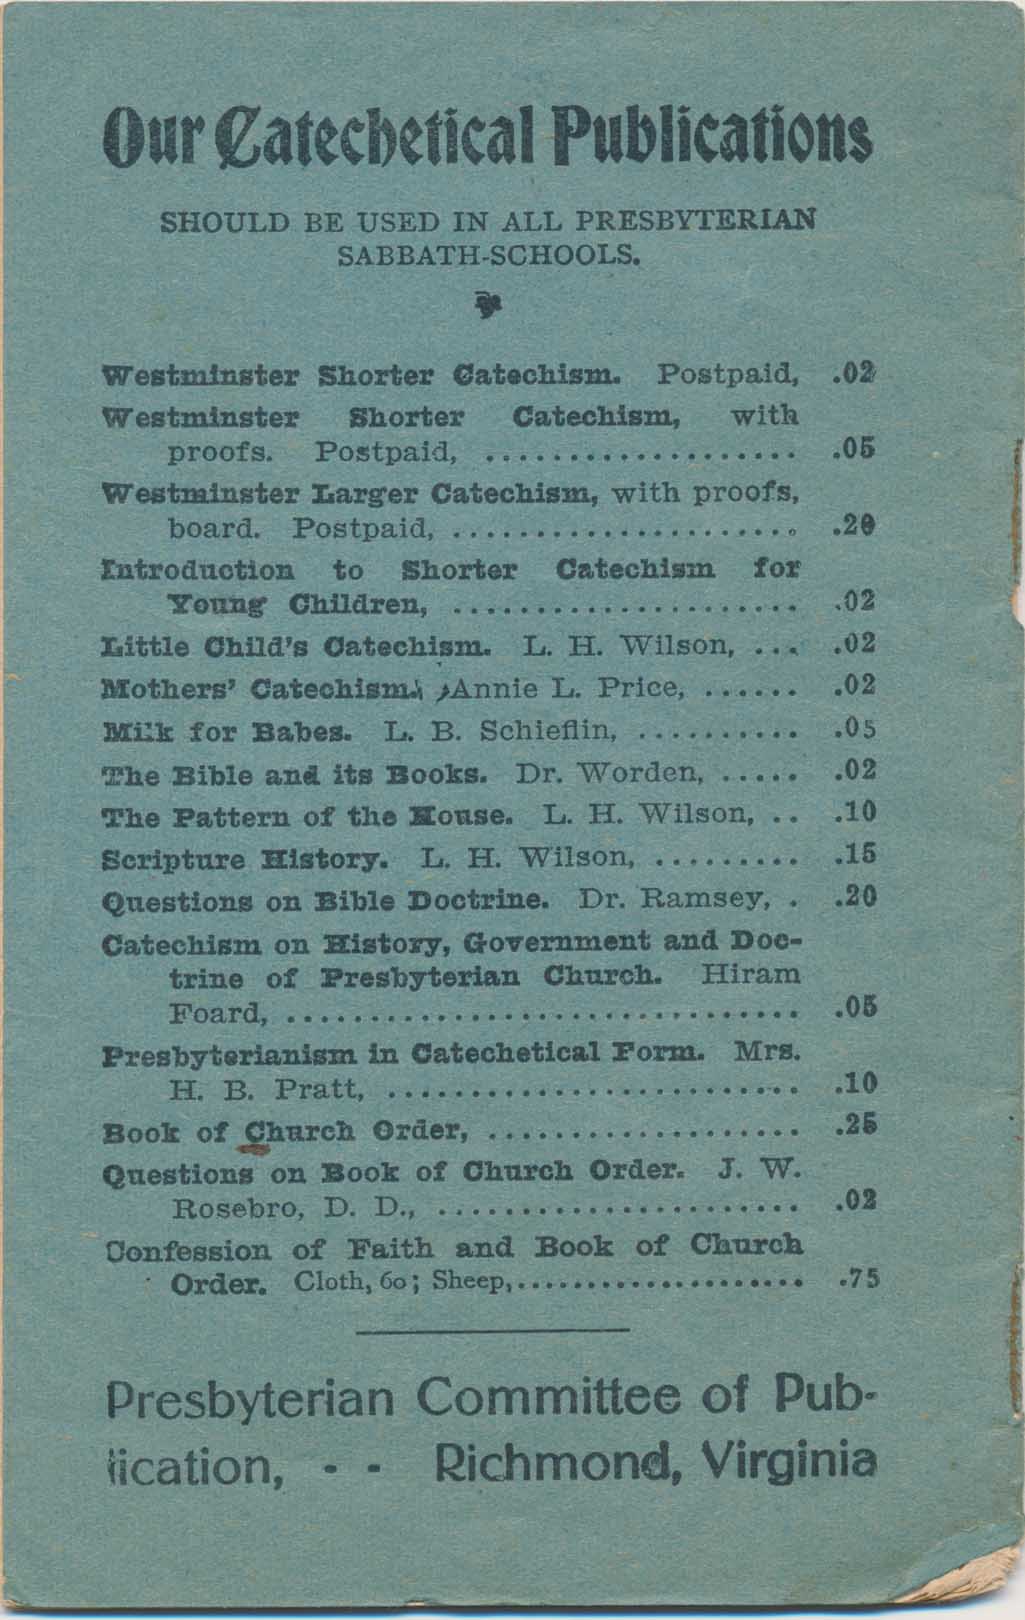 Our Catechetical Publications
SHOULD BE USED IN ALL PRESBYTERIAN
SABBATH-SCHOOLS.
Westminster Shorter Catechism. Postpaid, .02
Westminster Shorter Catechism, with
proofs. Postpaid, ................... .05
Westminster Larger Catechism, with proofs,
board. Postpaid, ..................... .20
Introduction to Shorter Catechism for
Young Children, ..................... .02
Little Child's Catechism. L. H. Wilson, ... .02
Mothers' Catechism. Annie L. Price, ...... .02
Milk for Babes. L. B. Schieflin, .......... .05
The Bible and its Books. Dr. Worden, ..... .02
The Pattern of the House. L. H. Wilson, .. .10
Scripture History. L. H. Wilson, ......... .15
Questions on Bible Doctrine. Dr. Ramsey, . .20
Catechism on History, Government and Doc-
trine of Presbyterian Church. Hiram
Foard, ............................... .05
Presbyterianism in Catechetical Form. Mrs.
H. B. Pratt, ......................... .10
Book of Church Order, ................... .25
Questions on Book of Church Order. J. W.
Rosebro, D. D., ...................... .02
Confession of Faith and Book of Church
Order. Cloth, 60; Sheep,..................... .75
Presbyterian Committee of Pub-
lication, - - Richmond, Virginia